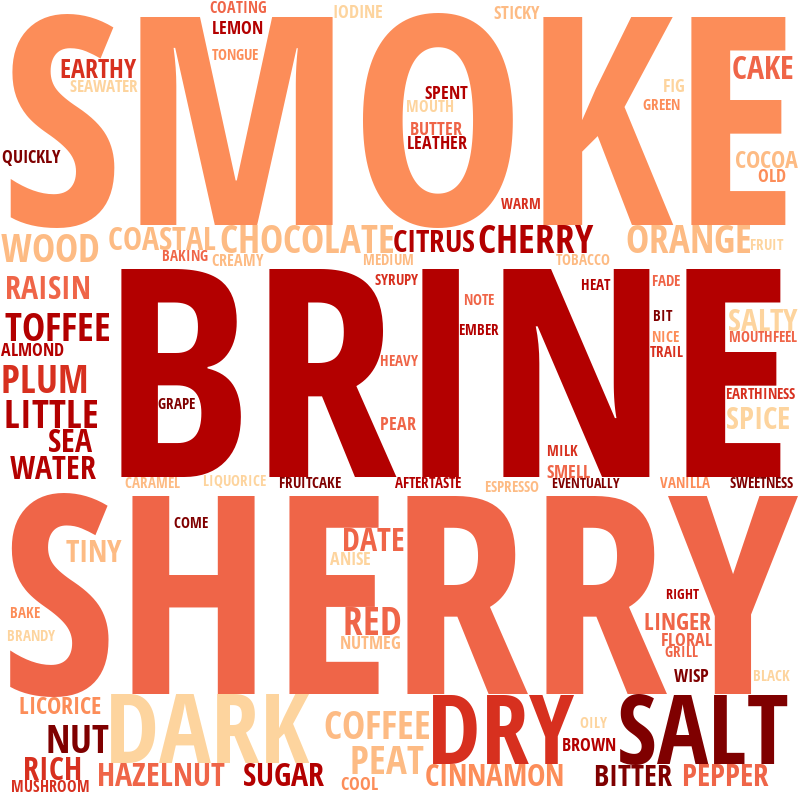 COATING
IODINE
STICKY
LEMON
TONGUE
SMOKE
EARTHY
SEAWATER
CAKE
SPENT
MOUTH
FIG
GREEN
BUTTER
LEATHER
QUICKLY
COCOA
OLD
WARM
WOOD
COASTAL
CHOCOLATE
CITRUS
CHERRY
ORANGE
FRUIT
BAKING
CREAMY
MEDIUM
TOBACCO
RAISIN
SYRUPY
HEAT
FADE
BRINE
NOTE
BIT
SALTY
TOFFEE
EMBER
NICE
MOUTHFEEL
ALMOND
TRAIL
HEAVY
PLUM
GRAPE
EARTHINESS
LITTLE
PEAR
SPICE
SEA
MILK
WATER
SMELL
CARAMEL
LIQUORICE
FRUITCAKE
AFTERTASTE
ESPRESSO
EVENTUALLY
VANILLA
SWEETNESS
SHERRY
COME
TINY
DATE
ANISE
RIGHT
BAKE
RED
LINGER
BRANDY
NUTMEG
FLORAL
GRILL
WISP
BLACK
LICORICE
DARK
COFFEE
DRY
OILY
SALT
NUT
PEAT
BROWN
RICH
HAZELNUT
SUGAR
CINNAMON
BITTER
PEPPER
MUSHROOM
COOL